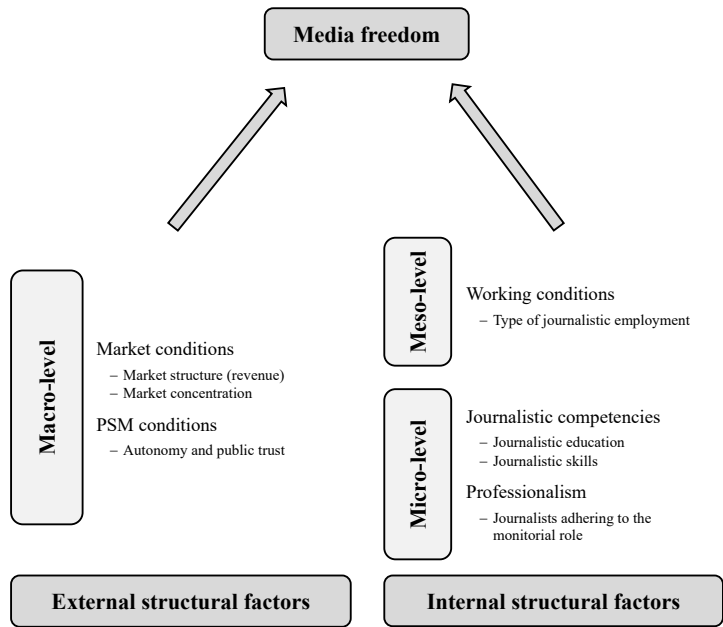 Media freedom
Macro-level
Market conditions
– Market structure (revenue)
– Market concentration
PSM conditions
– Autonomy and public trust
External structural factors
Meso-level
Working conditions
– Type of journalistic employment
Micro-level
Journalistic competencies
– Journalistic education
– Journalistic skills
Professionalism
– Journalists adhering to the
monitorial role
Internal structural factors